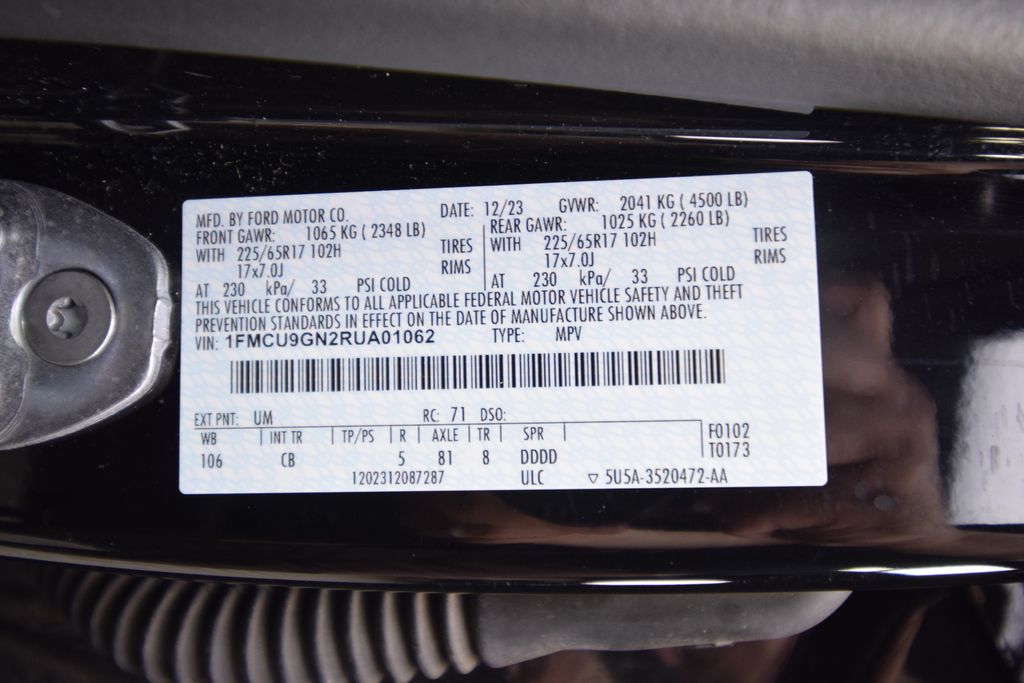 MFD. BY FORD MOTOR CO. DATE: 12/23 GVWR: 2041 KG ( 4500 LB)
FRONT GAWR: 1065 KG ( 2348 LB) REAR GAWR: 1025 KG ( 2260 LB)
WITH 225/65R17 102H TIRES WITH 225/65R17 102H TIRES
17x7.0J RIMS 17x7.0J RIMS
AT 230 kPa/ 33 PSI COLD AT 230 kPa/ 33 PSI COLD
THIS VEHICLE CONFORMS TO ALL APPLICABLE FEDERAL MOTOR VEHICLE SAFETY AND THEFT
PREVENTION STANDARDS IN EFFECT ON THE DATE OF MANUFACTURE SHOWN ABOVE.
VIN: 1FMCU9GN2RUA01062 TYPE: MPV
EXT PNT: UM RC: 71 DSO:
WB INT TR TP/PS R AXLE TR SPR F0102
106 CB 5 81 8 DDDD T0173
1202312087287 ULC ▽ 5U5A-3520472-AA